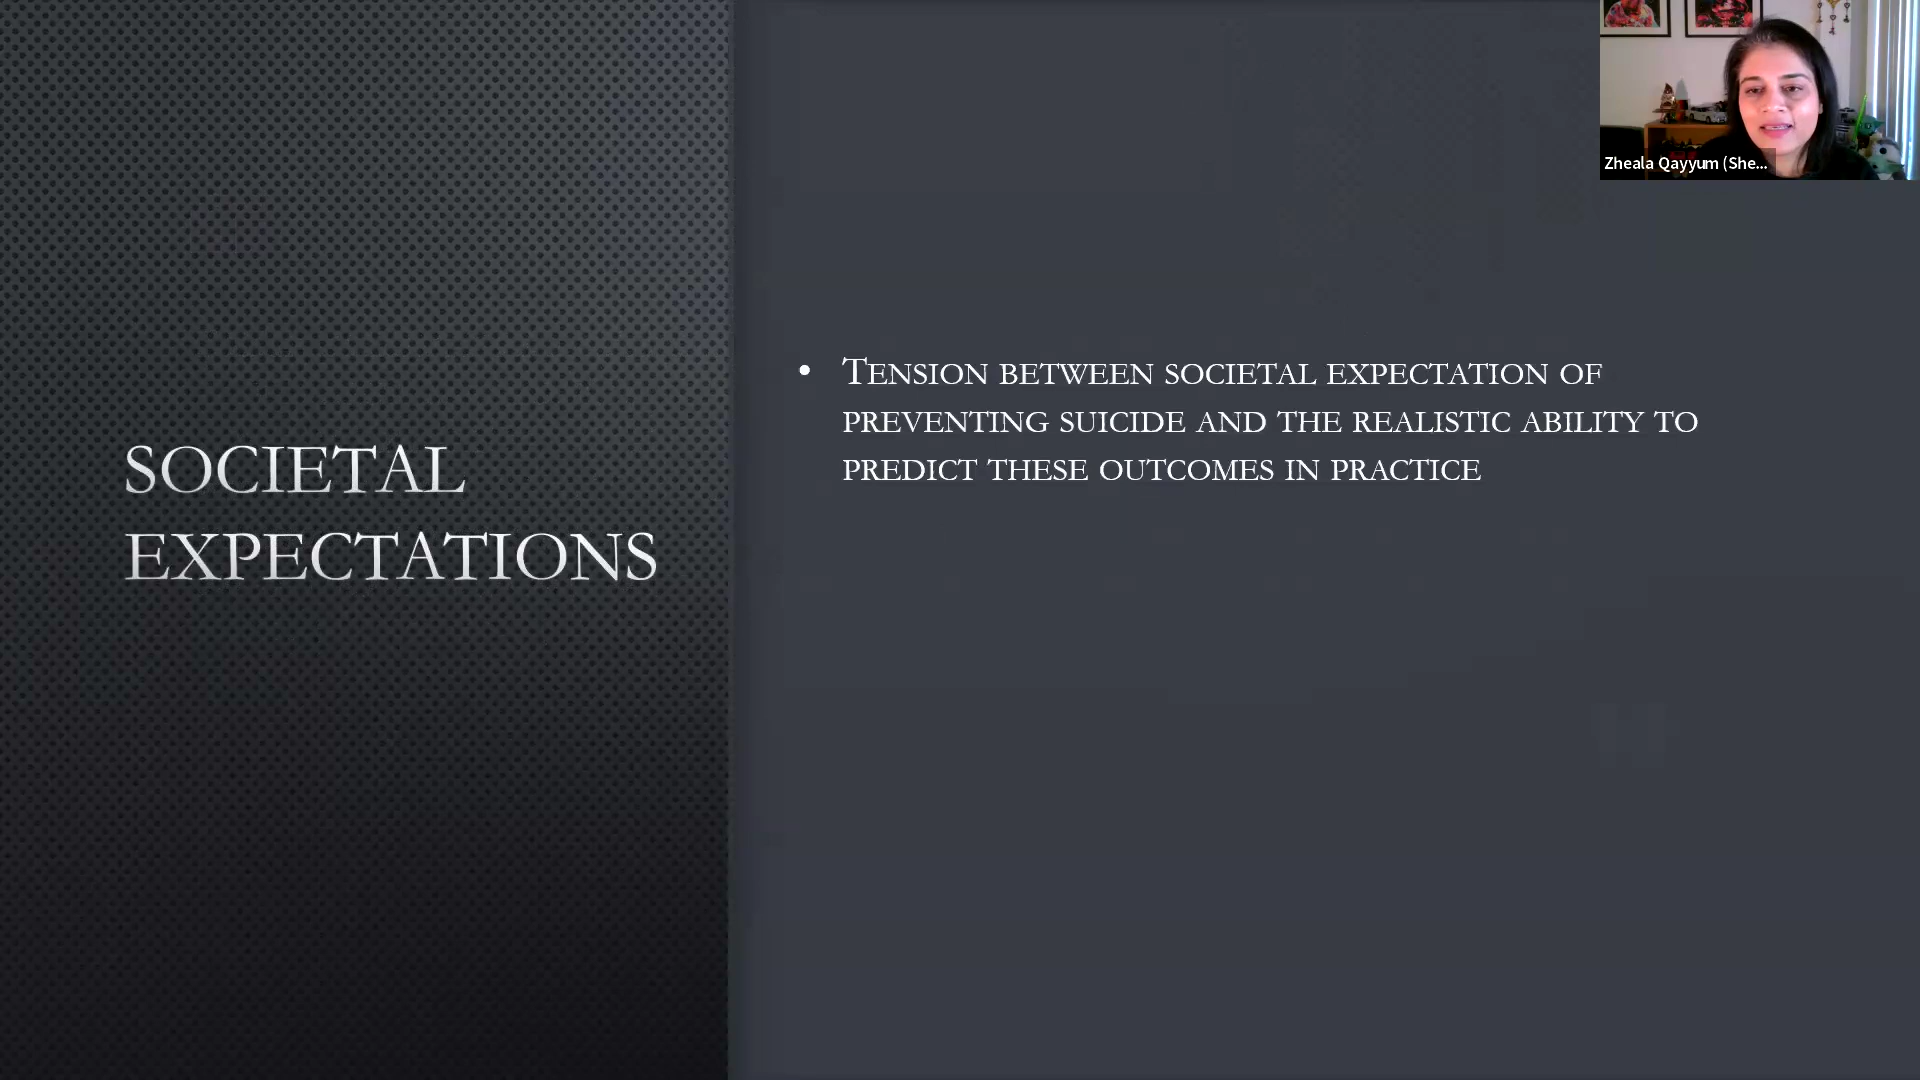 Zheala Qayyum (She...
SOCIETAL
EXPECTATIONS
• Tension between societal expectation of
preventing suicide and the realistic ability to
predict these outcomes in practice